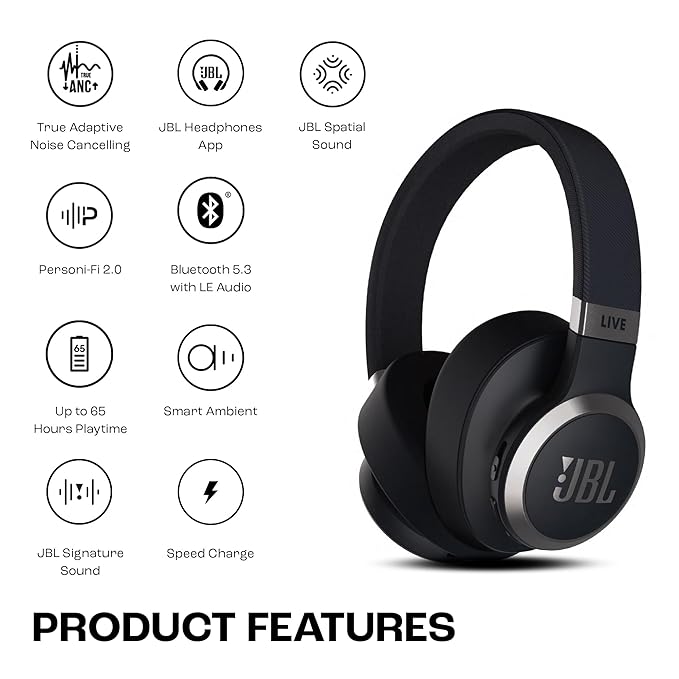 TRUE
ANC
True Adaptive
Noise Cancelling
JBL
JBL Headphones
App
JBL Spatial
Sound
P
Personi-Fi 2.0
®
Bluetooth 5.3
with LE Audio
65
Up to 65
Hours Playtime
Smart Ambient
JBL Signature
Sound
Speed Charge
LIVE
JBL
PRODUCT FEATURES